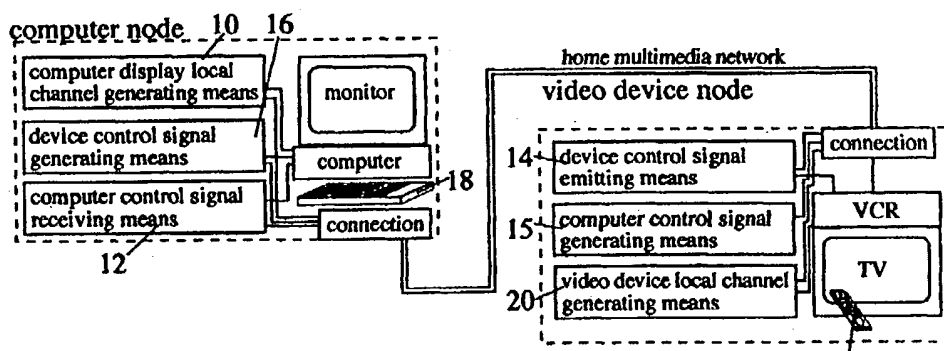 computer node
10
16
computer display local
channel generating means
device control signal
generating means
computer control signal
receiving means
12
monitor
computer
18
connection
home multimedia network
video device node
connection
14
device control signal
emitting means
15
computer control signal
generating means
20
video device local channel
generating means
VCR
TV